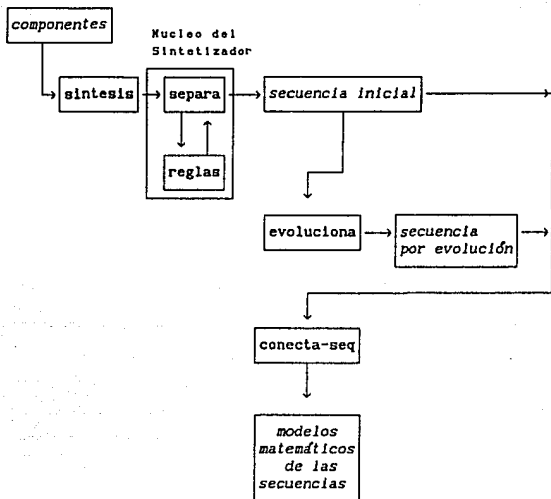 componentes
Nucleo del
Sintetizador
sintesis
separa
secuencia inicial
reglas
evoluciona
secuencia
por evolución
conecta-seq
modelos
matemáticos
de las
secuencias